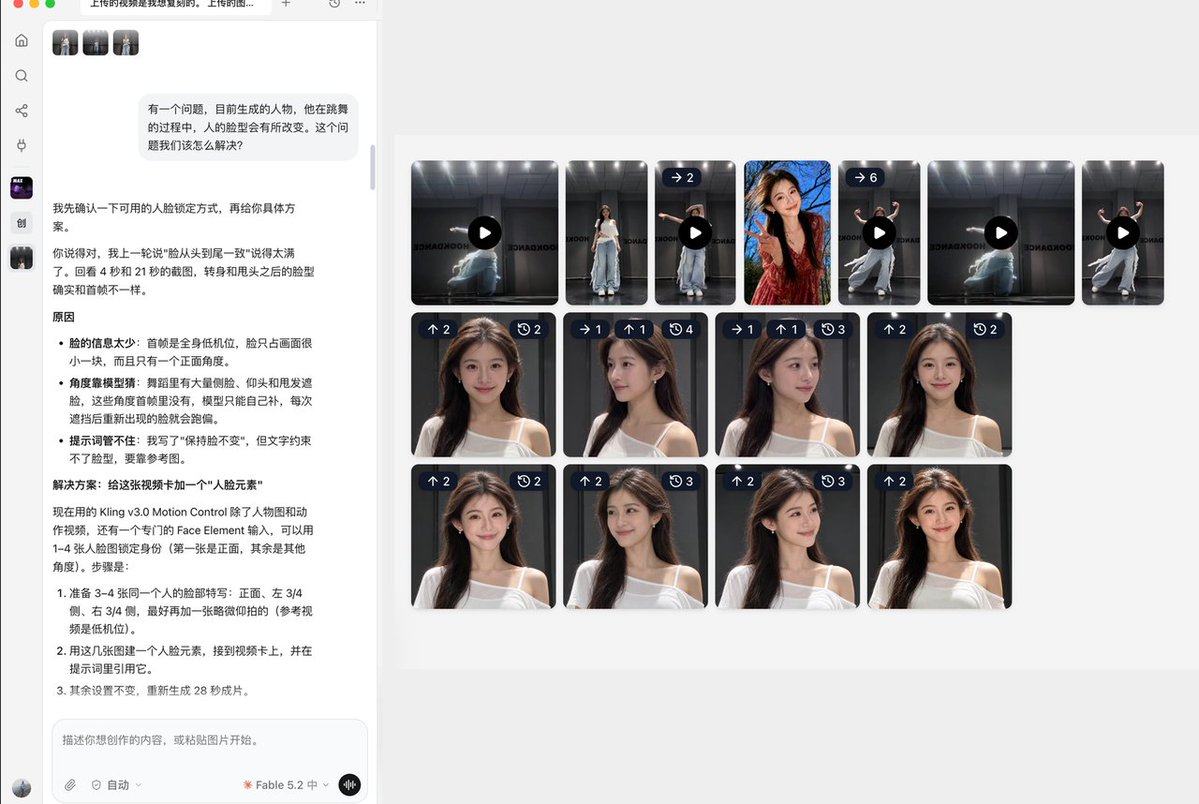 上传的视频是我想复刻的。 上传的图...
有一个问题，目前生成的人物，他在跳舞
的过程中，人的脸型会有所改变。这个问
题我们该怎么解决?
我先确认一下可用的人脸锁定方式，再给你具体方
案。
你说得对，我上一轮说"脸从头到尾一致"说得太满
了。回看 4 秒和 21 秒的截图，转身和甩头之后的脸型
确实和首帧不一样。
原因
• 脸的信息太少：首帧是全身低机位，脸只占画面很
小一块，而且只有一个正面角度。
• 角度靠模型猜：舞蹈里有大量侧脸、仰头和甩发遮
脸，这些角度首帧里没有，模型只能自己补，每次
遮挡后重新出现的脸就会跑偏。
• 提示词管不住：我写了"保持脸不变"，但文字约束
不了脸型，要靠参考图。
解决方案：给这张视频卡加一个"人脸元素"
现在用的 Kling v3.0 Motion Control 除了人物图和动
作视频，还有一个专门的 Face Element 输入，可以用
1–4 张人脸图锁定身份（第一张是正面，其余是其他
角度）。步骤是：
1. 准备 3–4 张同一个人的脸部特写：正面、左 3/4
侧、右 3/4 侧，最好再加一张略微仰拍的（参考视
频是低机位）。
2. 用这几张图建一个人脸元素，接到视频卡上，并在
提示词里引用它。
3. 其余设置不变，重新生成 28 秒成片。
描述你想创作的内容，或粘贴图片开始。
自动
Fable 5.2 中
MAX
创
→ 2
→ 6
↑ 2
2
→ 1
↑ 1
4
→ 1
↑ 1
3
↑ 2
2
↑ 2
2
↑ 2
3
↑ 2
3
↑ 2